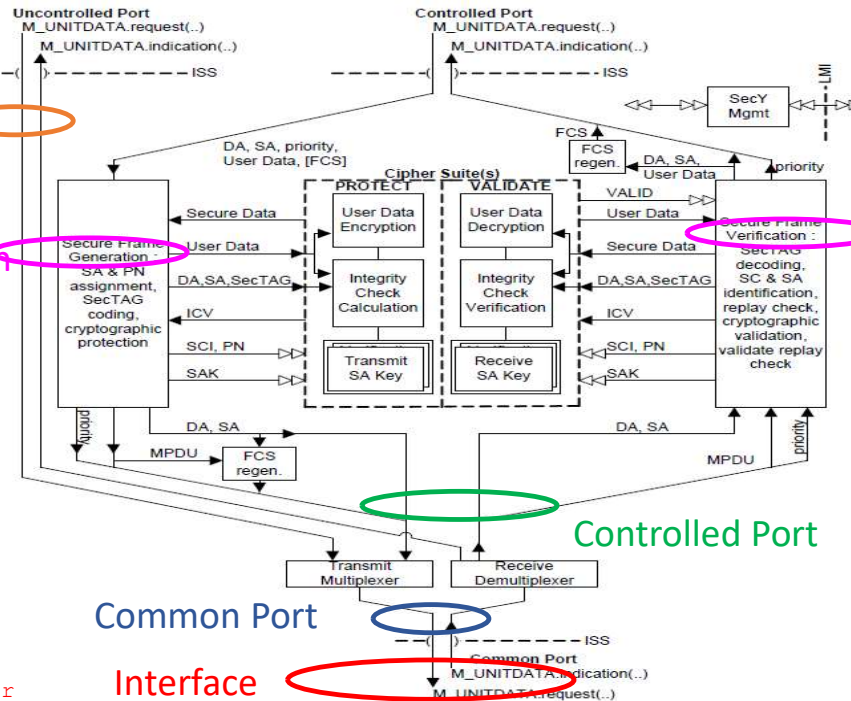 Uncontrolled Port
M_UNITDATA.request(..)
M_UNITDATA.indication(..)
ISS
Controlled Port
M_UNITDATA.request(..)
M_UNITDATA.indication(..)
ISS
LMI
SecY
Mgmt
DA, SA, priority,
User Data, [FCS]
FCS
FCS
regen.
DA, SA,
User Data
priority
Cipher Suite(s)
PROTECT
VALIDATE
Secure Frame
Generation :
SA & PN
assignment,
SecTAG
coding,
cryptographic
protection
Secure Data
User Data
DA,SA,SecTAG
ICV
SCI, PN
SAK
User Data
Encryption
Integrity
Check
Calculation
Transmit
SA Key
User Data
Decryption
Integrity
Check
Verification
Receive
SA Key
VALID
User Data
Secure Data
DA,SA,SecTAG
ICV
SCI, PN
SAK
Secure Frame
Verification :
SecTAG
decoding,
SC & SA
identification,
replay check,
cryptographic
validation,
validate replay
check
priority
DA, SA
MPDU
FCS
regen.
DA, SA
MPDU
priority
Controlled Port
Transmit
Multiplexer
Receive
Demultiplexer
Common Port
ISS
Common Port
M_UNITDATA.indication(..)
M_UNITDATA.request(..)
Interface
r